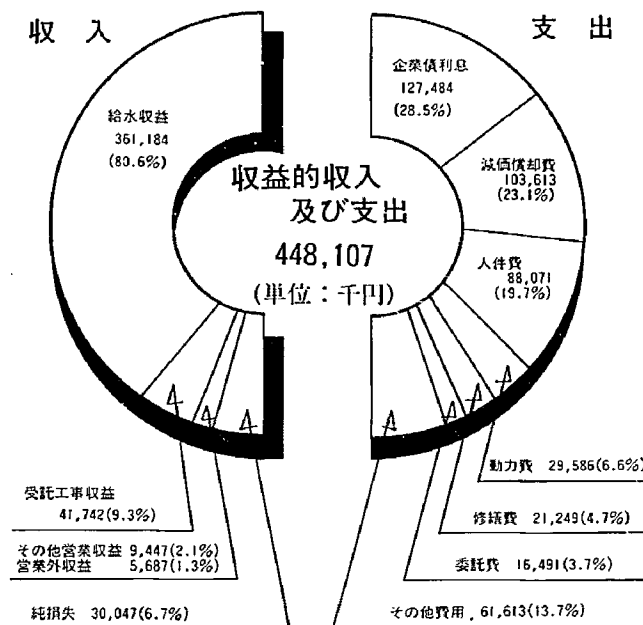 収入
支出
給水収益
361,184
(80.6%)
企業債利息
127,484
(28.5%)
減価償却費
103,613
(23.1%)
人件費
88,071
(19.7%)
収益的収入
及び支出
448,107
(単位：千円)
受託工事収益
41,742(9.3%)
その他営業収益 9,447(2.1%)
営業外収益 5,687(1.3%)
純損失 30,047(6.7%)
動力費 29,586(6.6%)
修繕費 21,249(4.7%)
委託費 16,491(3.7%)
その他費用 61,613(13.7%)